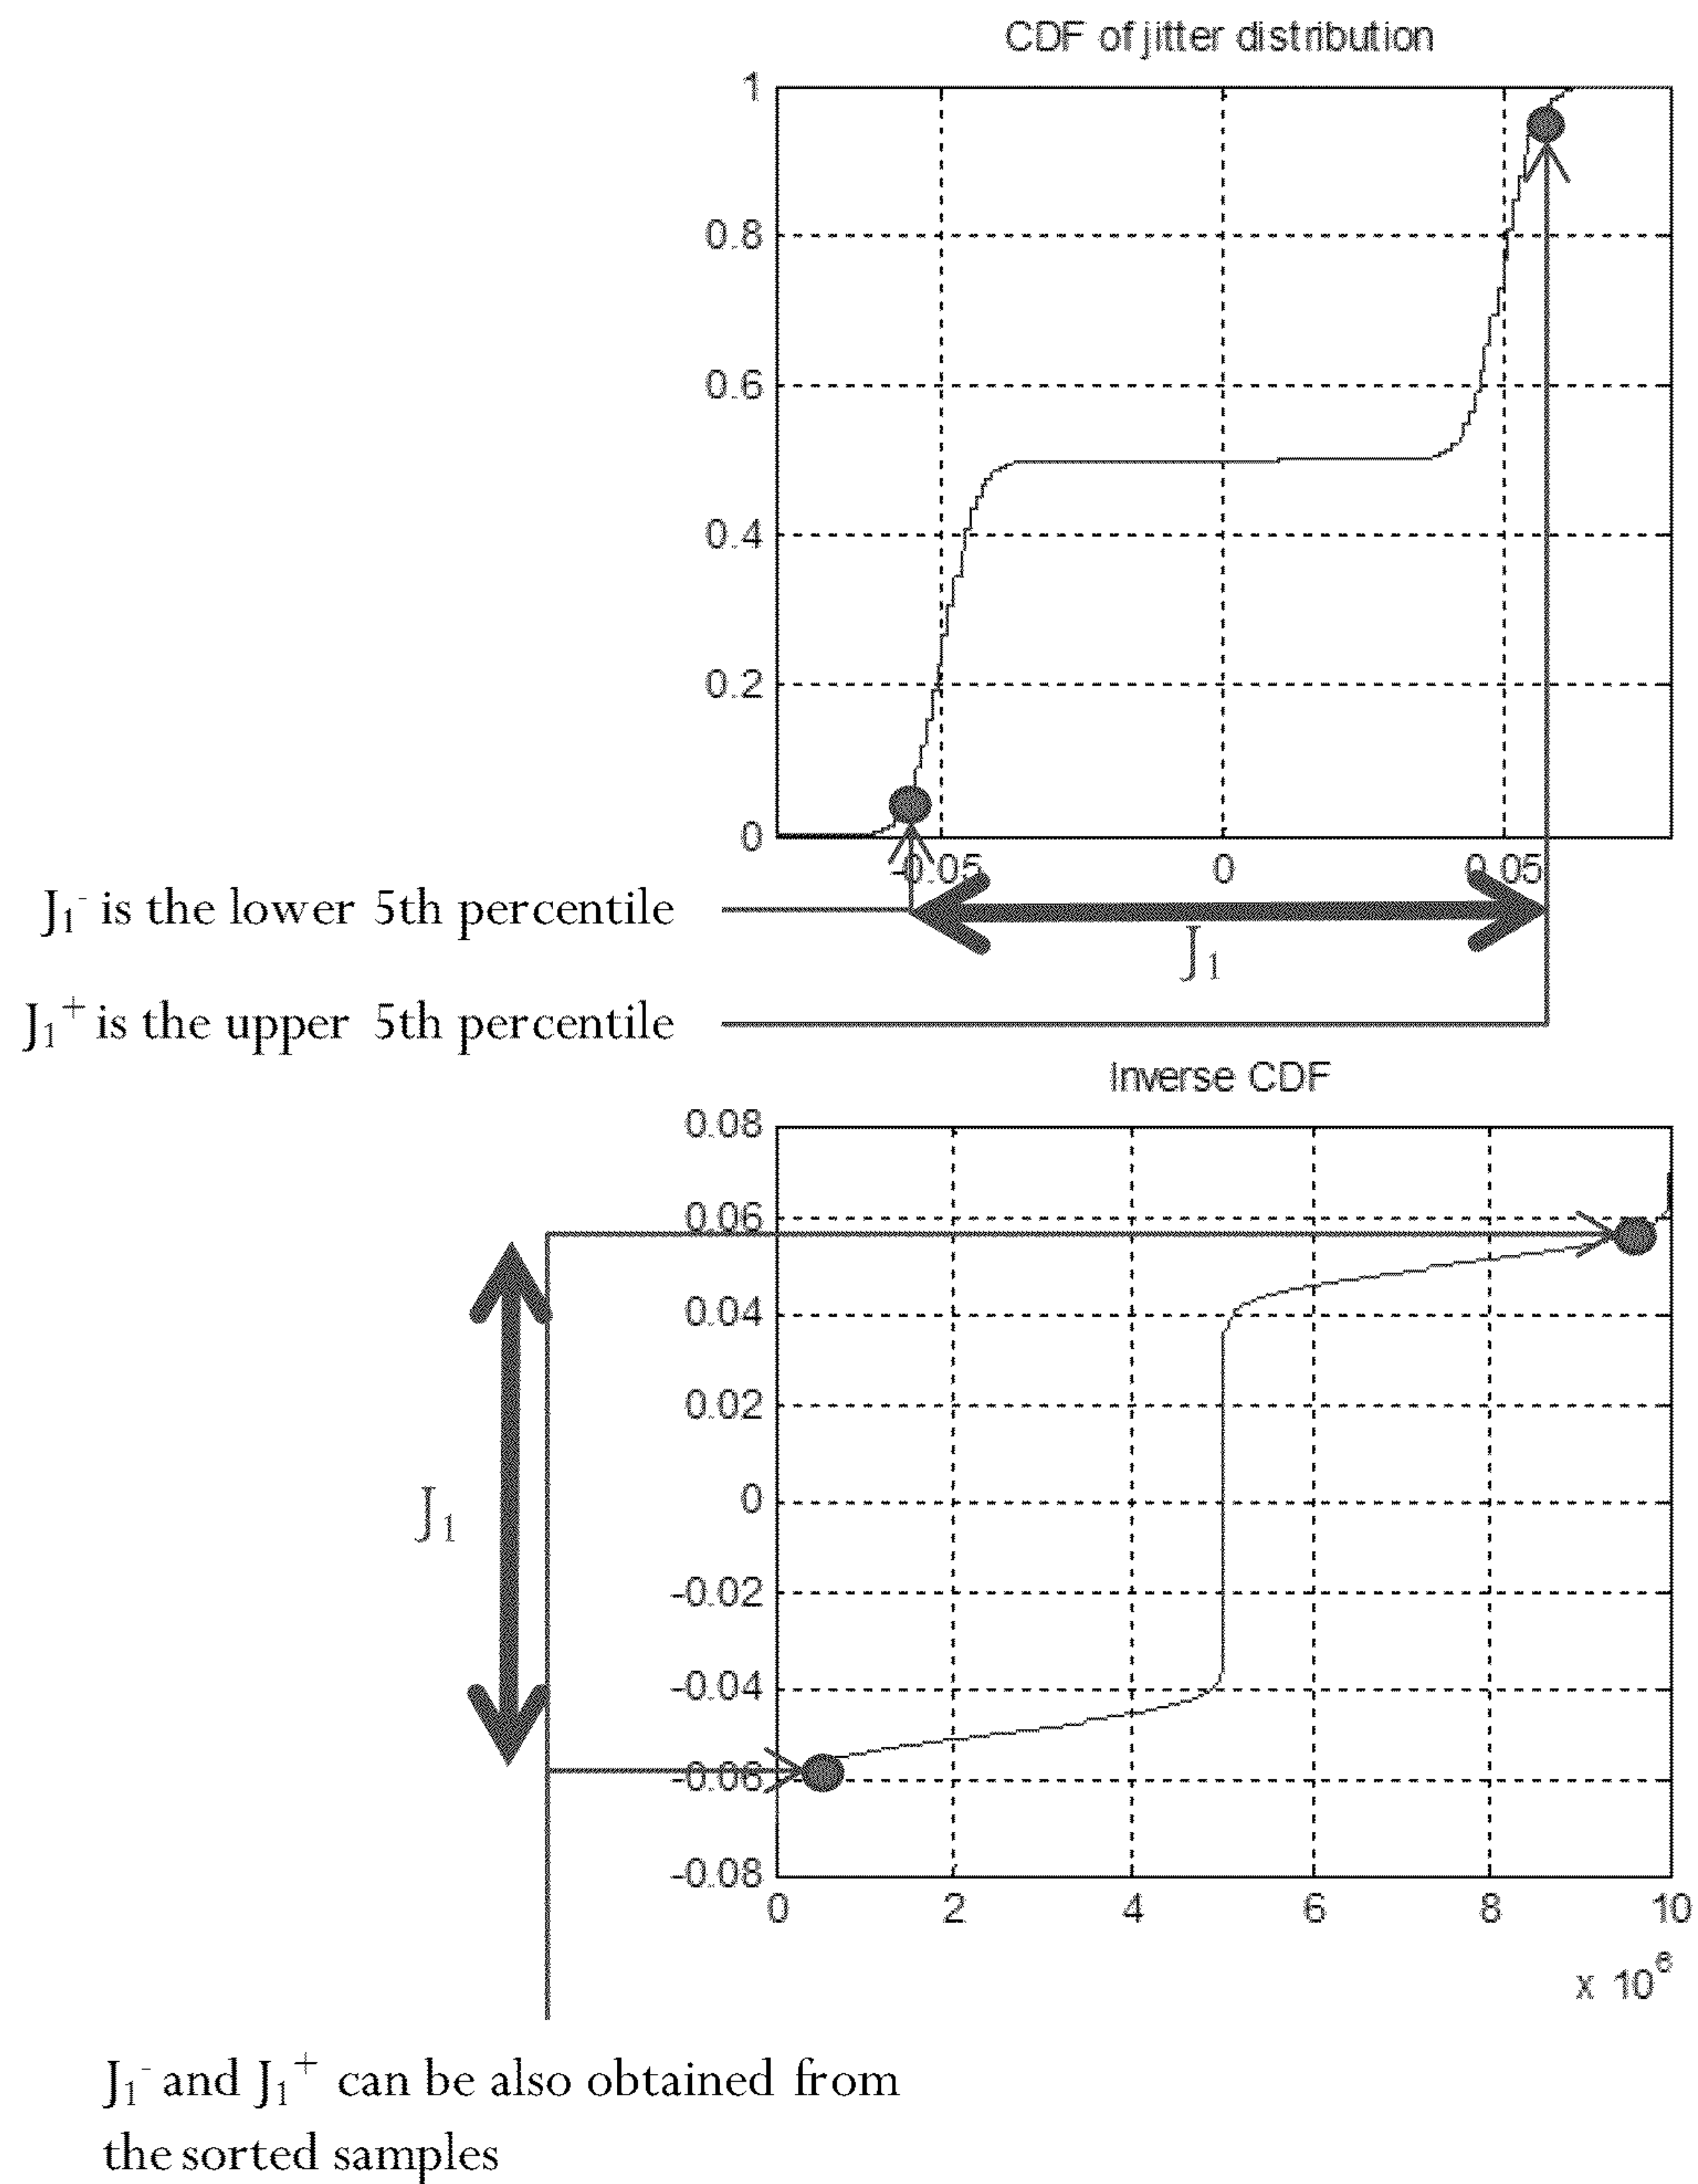 CDF of jitter distribution
1
0.8
0.6
0.4
0.2
0
-0.05 0 0.05
J₁⁻ is the lower 5th percentile
J₁
J₁⁺ is the upper 5th percentile
Inverse CDF
0.08
0.06
0.04
0.02
0
J₁
-0.02
-0.04
-0.06
-0.08
0 2 4 6 8 10
x 10⁶
J₁⁻ and J₁⁺ can be also obtained from
the sorted samples